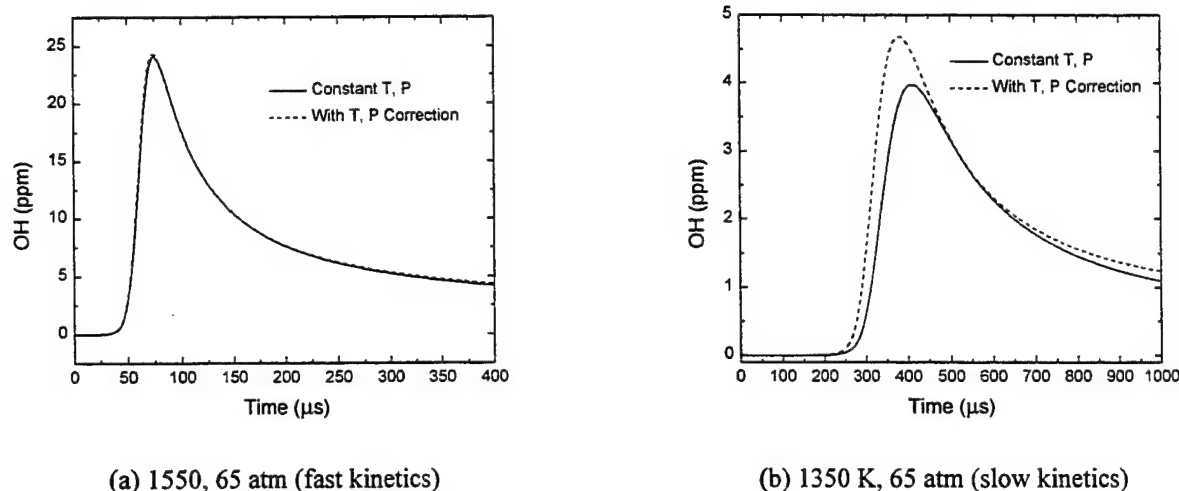 25
20
15
10
5
0
OH (ppm)
Constant T, P
With T, P Correction
0 50 100 150 200 250 300 350 400
Time (µs)
(a) 1550, 65 atm (fast kinetics)
5
4
3
2
1
0
OH (ppm)
Constant T, P
With T, P Correction
0 100 200 300 400 500 600 700 800 900 1000
Time (µs)
(b) 1350 K, 65 atm (slow kinetics)